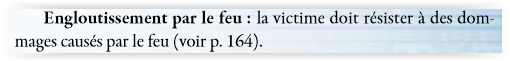 Engloutissement par le feu : la victime doit résister à des dom-
mages causés par le feu (voir p. 164).